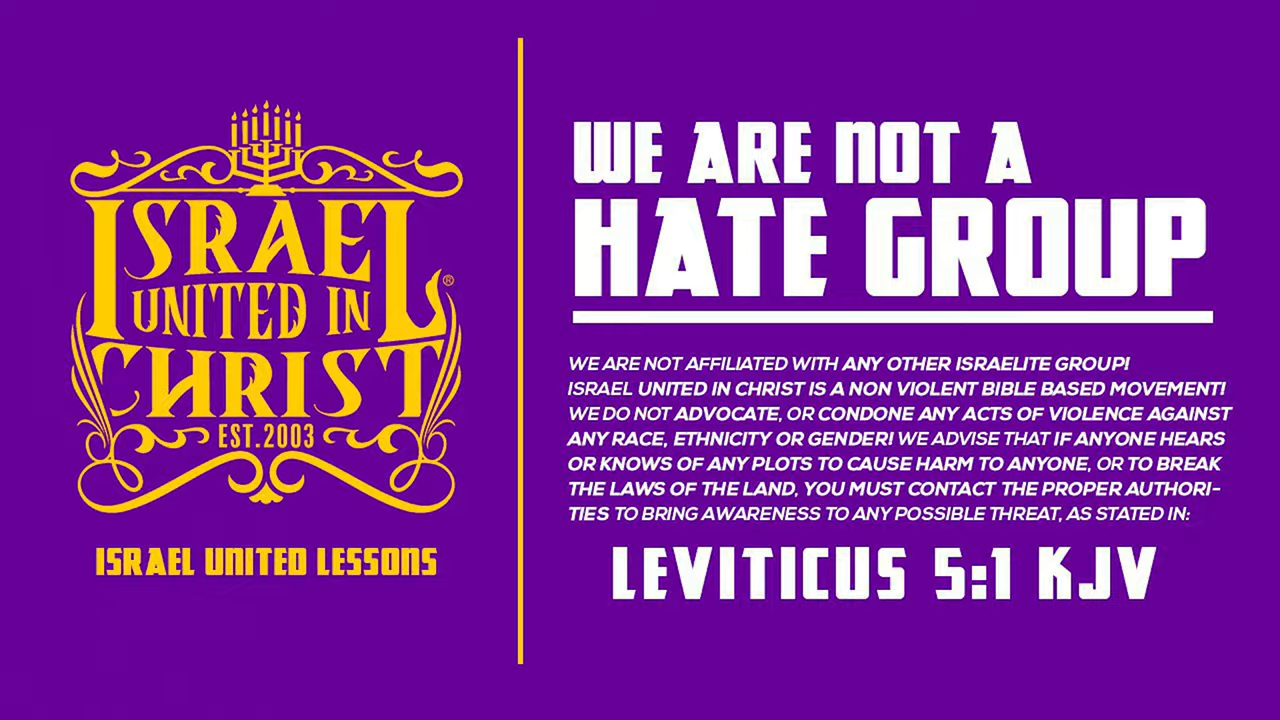 ISRAEL
UNITED IN
CHRIST
®
EST.2003
ISRAEL UNITED LESSONS
WE ARE NOT A
HATE GROUP
WE ARE NOT AFFILIATED WITH ANY OTHER ISRAELITE GROUP!
ISRAEL UNITED IN CHRIST IS A NON VIOLENT BIBLE BASED MOVEMENT!
WE DO NOT ADVOCATE, OR CONDONE ANY ACTS OF VIOLENCE AGAINST
ANY RACE, ETHNICITY OR GENDER! WE ADVISE THAT IF ANYONE HEARS
OR KNOWS OF ANY PLOTS TO CAUSE HARM TO ANYONE, OR TO BREAK
THE LAWS OF THE LAND, YOU MUST CONTACT THE PROPER AUTHORI-
TIES TO BRING AWARENESS TO ANY POSSIBLE THREAT, AS STATED IN:
LEVITICUS 5:1 KJV